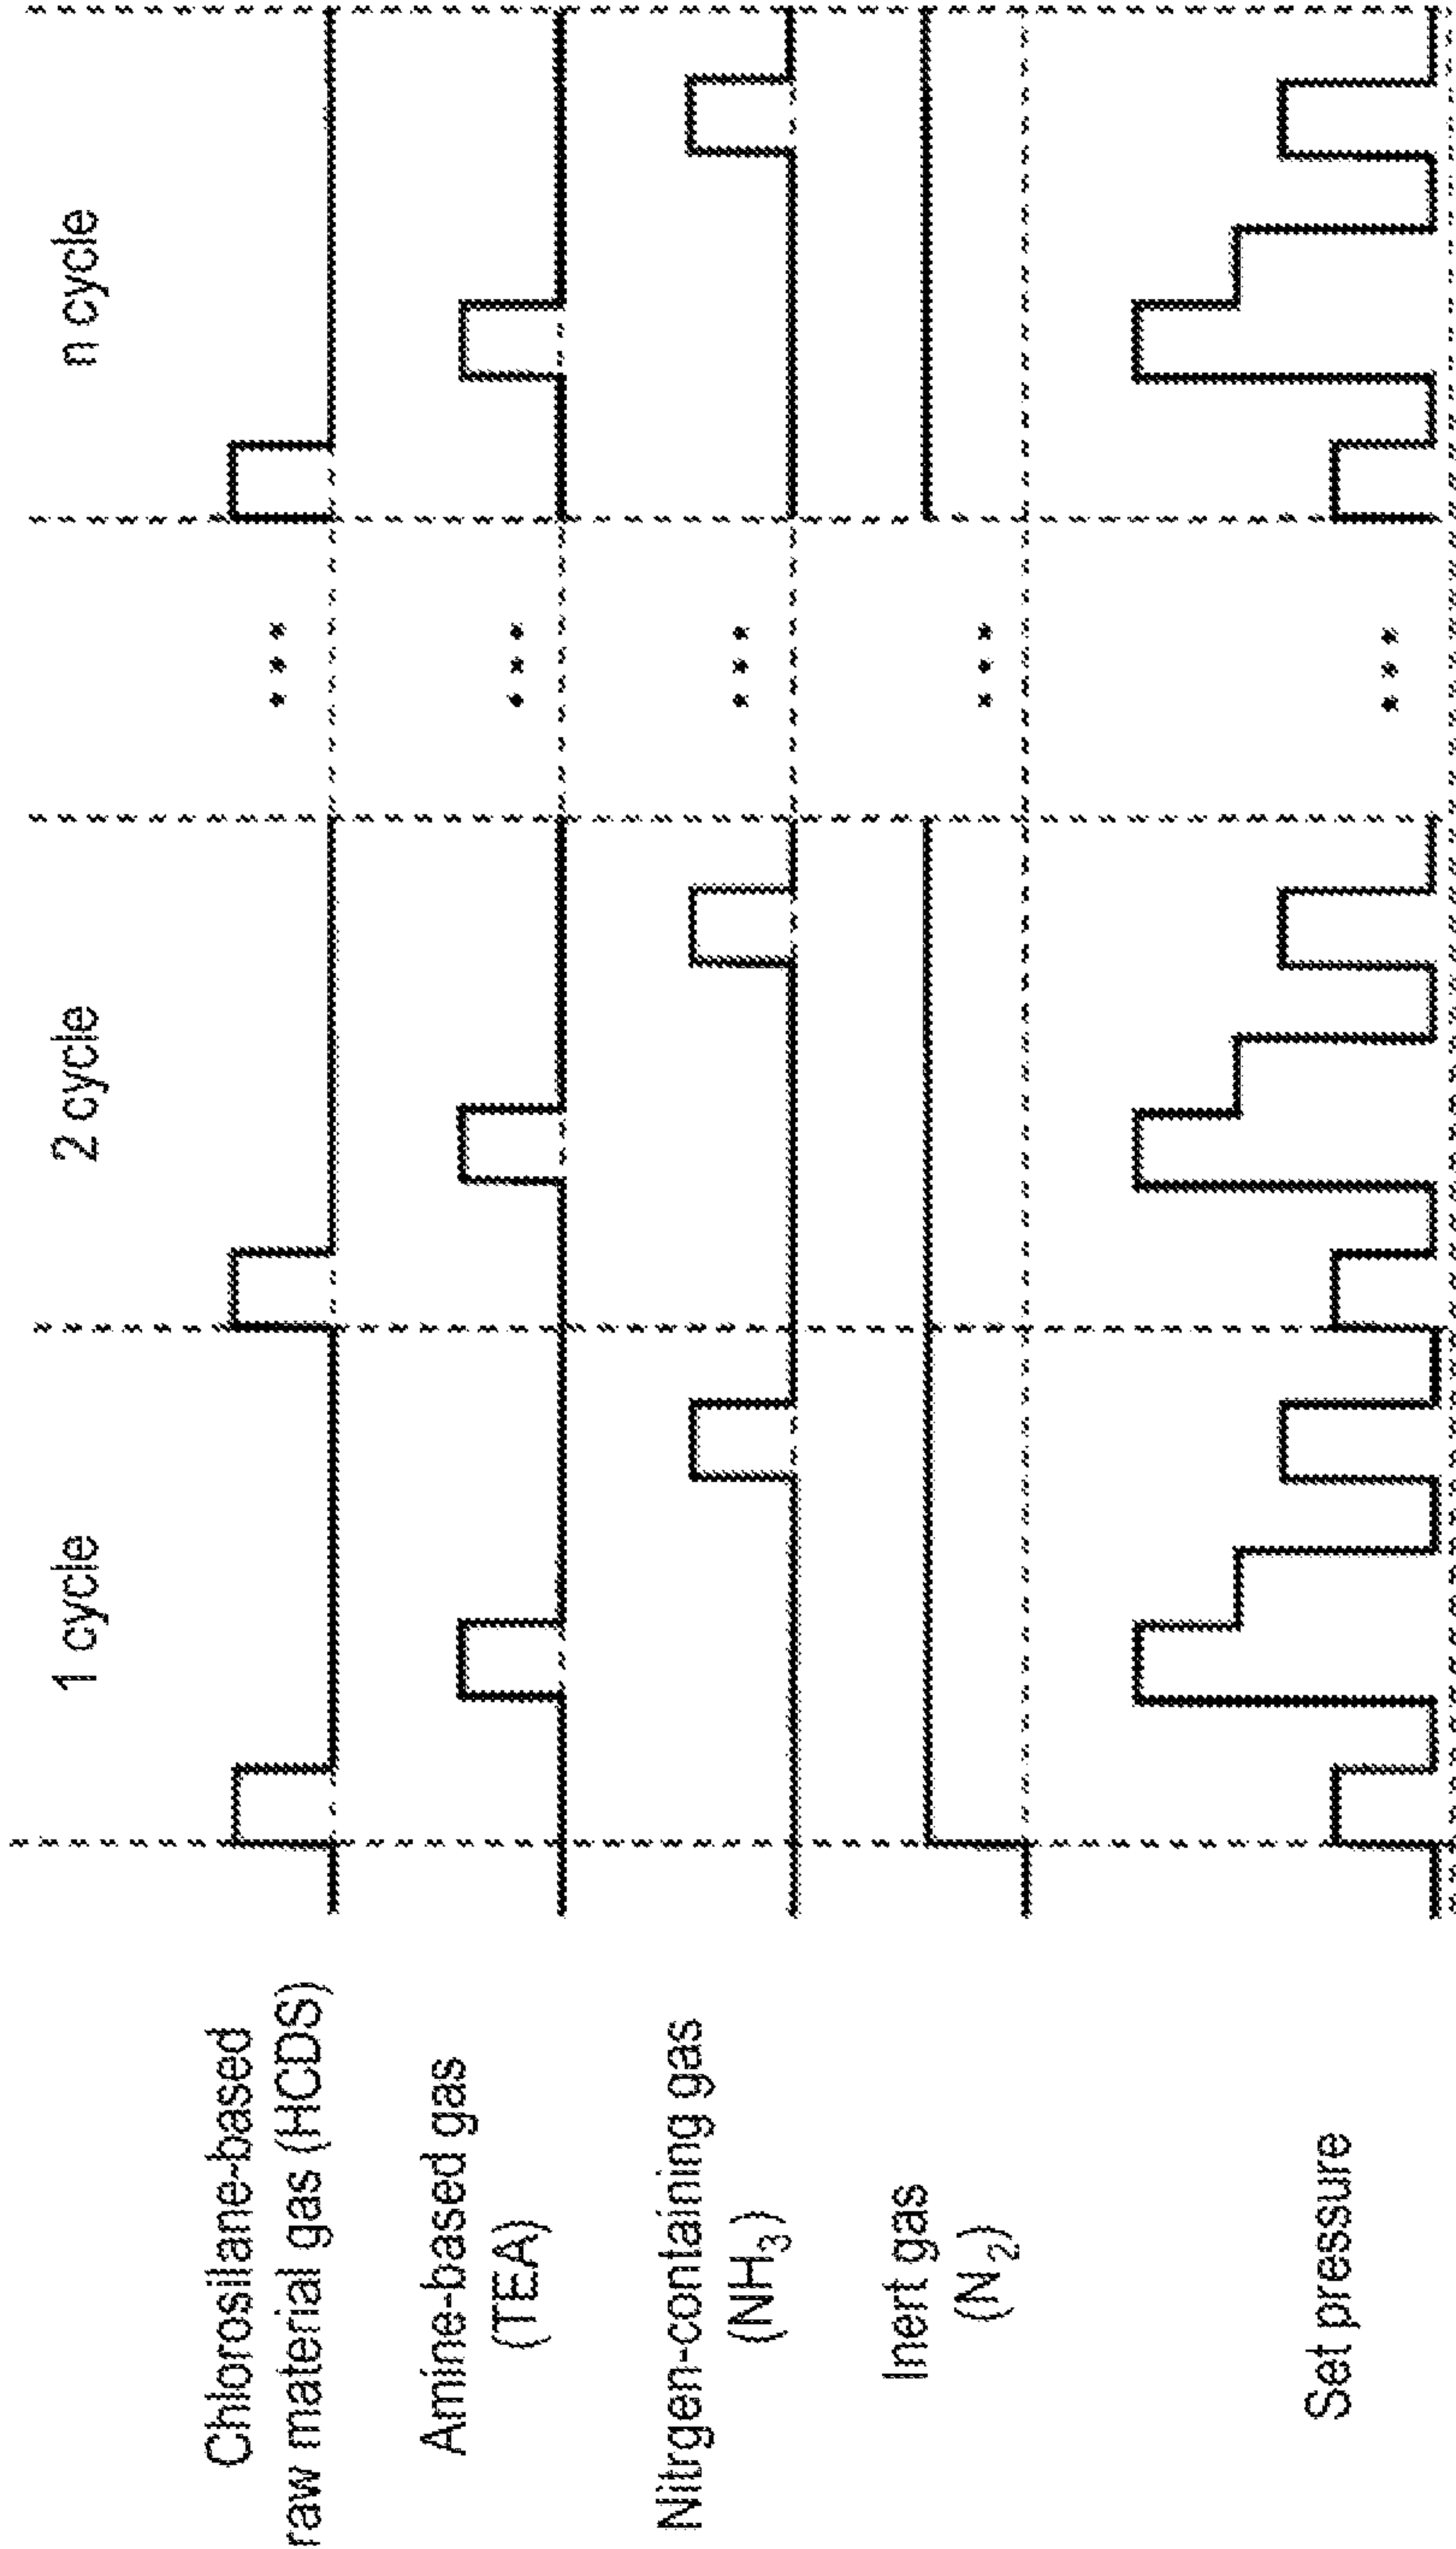 1 cycle
2 cycle
n cycle
Chlorosilane-based
raw material gas (HCDS)
Amine-based gas
(TEA)
Nitrgen-containing gas
(NH₃)
Inert gas
(N₂)
Set pressure